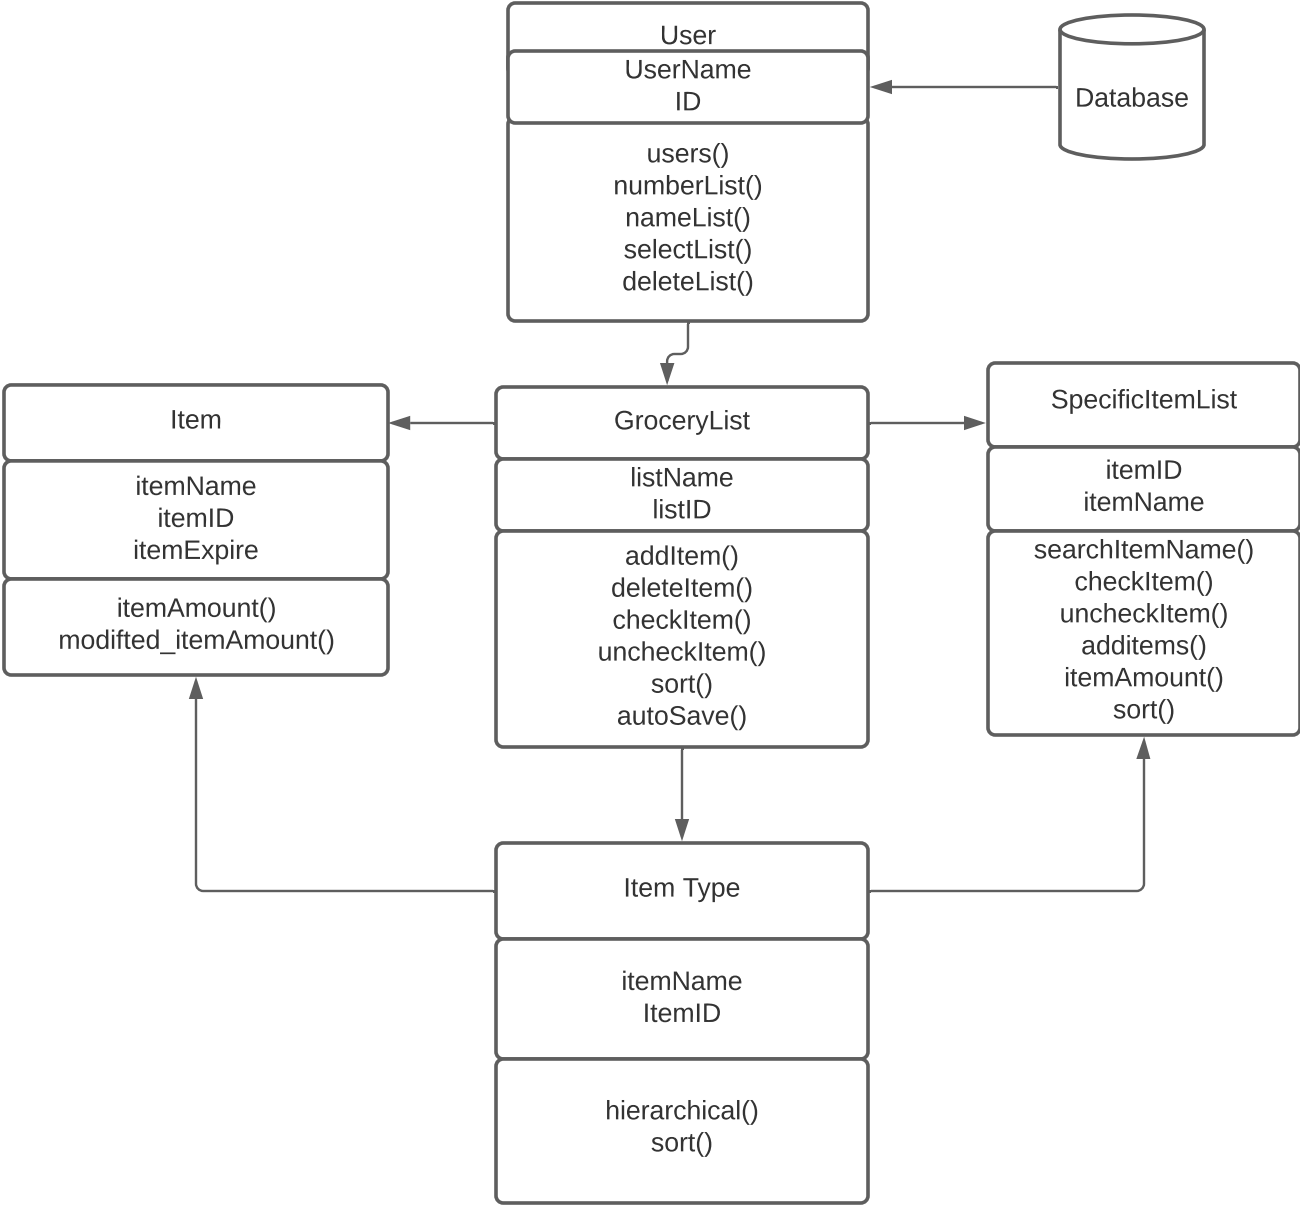 User
UserName
ID
users()
numberList()
nameList()
selectList()
deleteList()
Database
Item
itemName
itemID
itemExpire
itemAmount()
modifted_itemAmount()
GroceryList
listName
listID
addItem()
deleteItem()
checkItem()
uncheckItem()
sort()
autoSave()
SpecificItemList
itemID
itemName
searchItemName()
checkItem()
uncheckItem()
additems()
itemAmount()
sort()
Item Type
itemName
ItemID
hierarchical()
sort()